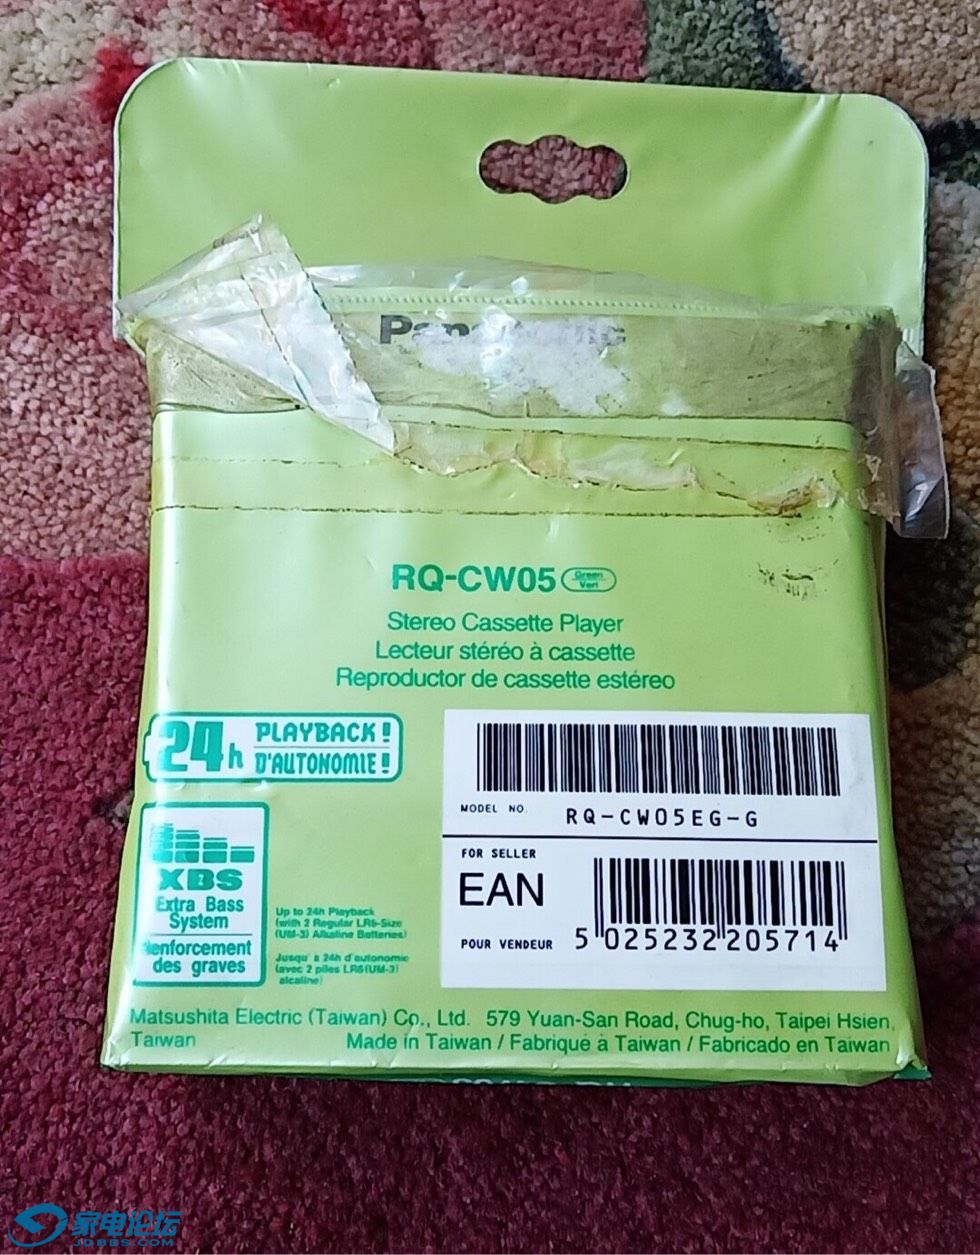 Panasonic
RQ-CW05 Green Vert
Stereo Cassette Player
Lecteur stéréo à cassette
Reproductor de cassette estéreo
24h PLAYBACK!
D'AUTONOMIE!
XBS
Extra Bass
System
Renforcement
des graves
Up to 24h Playback
(with 2 Regular LR6-Size
(UM-3) Alkaline Batteries)
Jusqu'à 24h d'autonomie
(avec 2 piles LR6(UM-3)
alcaline)
MODEL NO. RQ-CW05EG-G
FOR SELLER
EAN
POUR VENDEUR 5 025232 205714
Matsushita Electric (Taiwan) Co., Ltd. 579 Yuan-San Road, Chug-ho, Taipei Hsien,
Taiwan Made in Taiwan / Fabriqué à Taiwan / Fabricado en Taiwan
家电论坛
JDBBS.COM